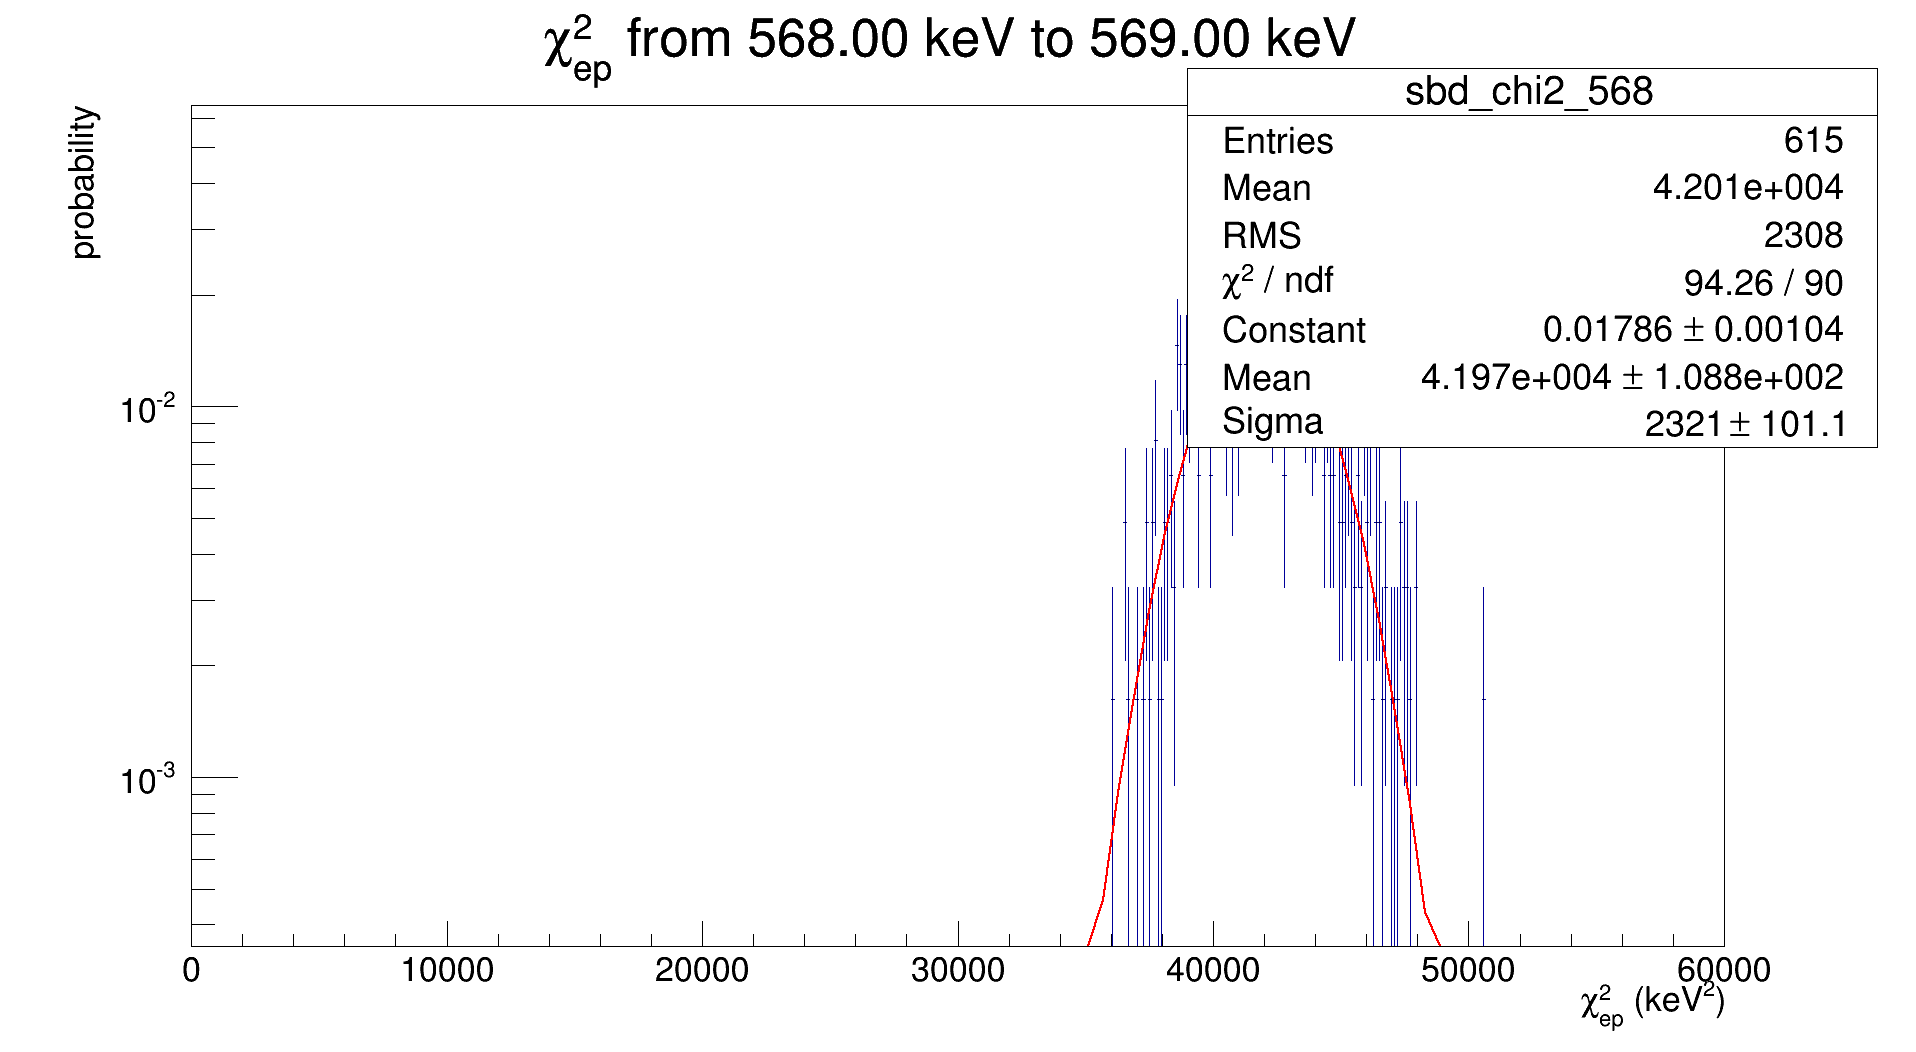 χ²ep from 568.00 keV to 569.00 keV
sbd_chi2_568
Entries 615
Mean 4.201e+004
RMS 2308
χ² / ndf 94.26 / 90
Constant 0.01786 ± 0.00104
Mean 4.197e+004 ± 1.088e+002
Sigma 2321 ± 101.1
probability
10⁻²
10⁻³
0 10000 20000 30000 40000 50000 60000
χ²ep (keV²)